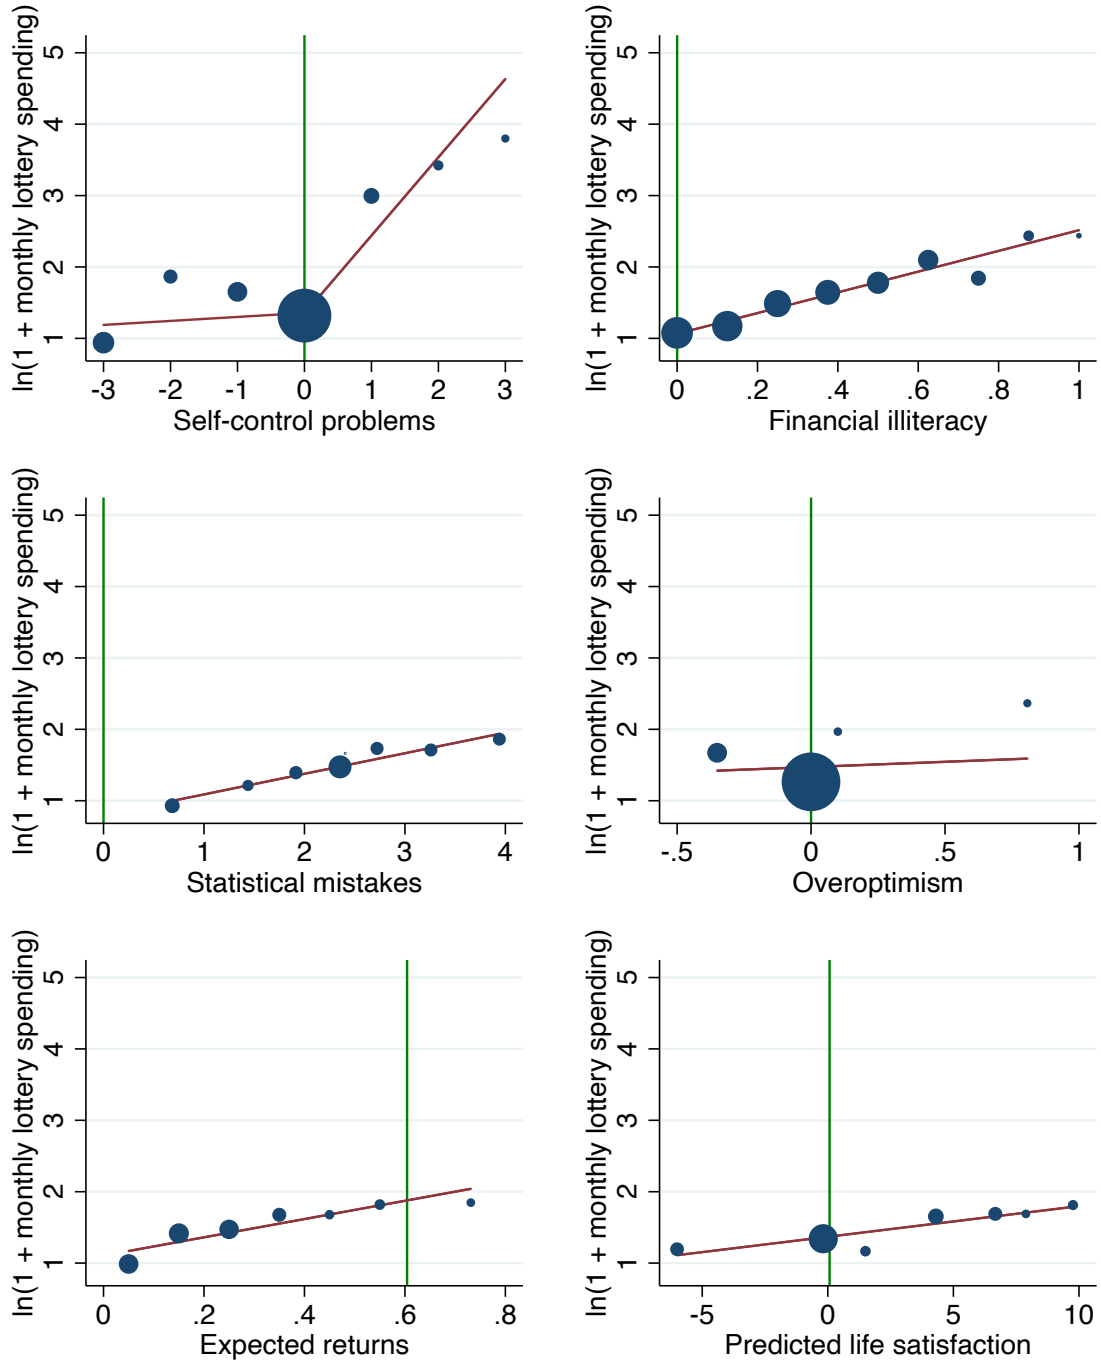 ln(1 + monthly lottery spending)
5
4
3
2
1
-3 -2 -1 0 1 2 3
Self-control problems
ln(1 + monthly lottery spending)
5
4
3
2
1
0 .2 .4 .6 .8 1
Financial illiteracy
ln(1 + monthly lottery spending)
5
4
3
2
1
0 1 2 3 4
Statistical mistakes
ln(1 + monthly lottery spending)
5
4
3
2
1
-.5 0 .5 1
Overoptimism
ln(1 + monthly lottery spending)
5
4
3
2
1
0 .2 .4 .6 .8
Expected returns
ln(1 + monthly lottery spending)
5
4
3
2
1
-5 0 5 10
Predicted life satisfaction